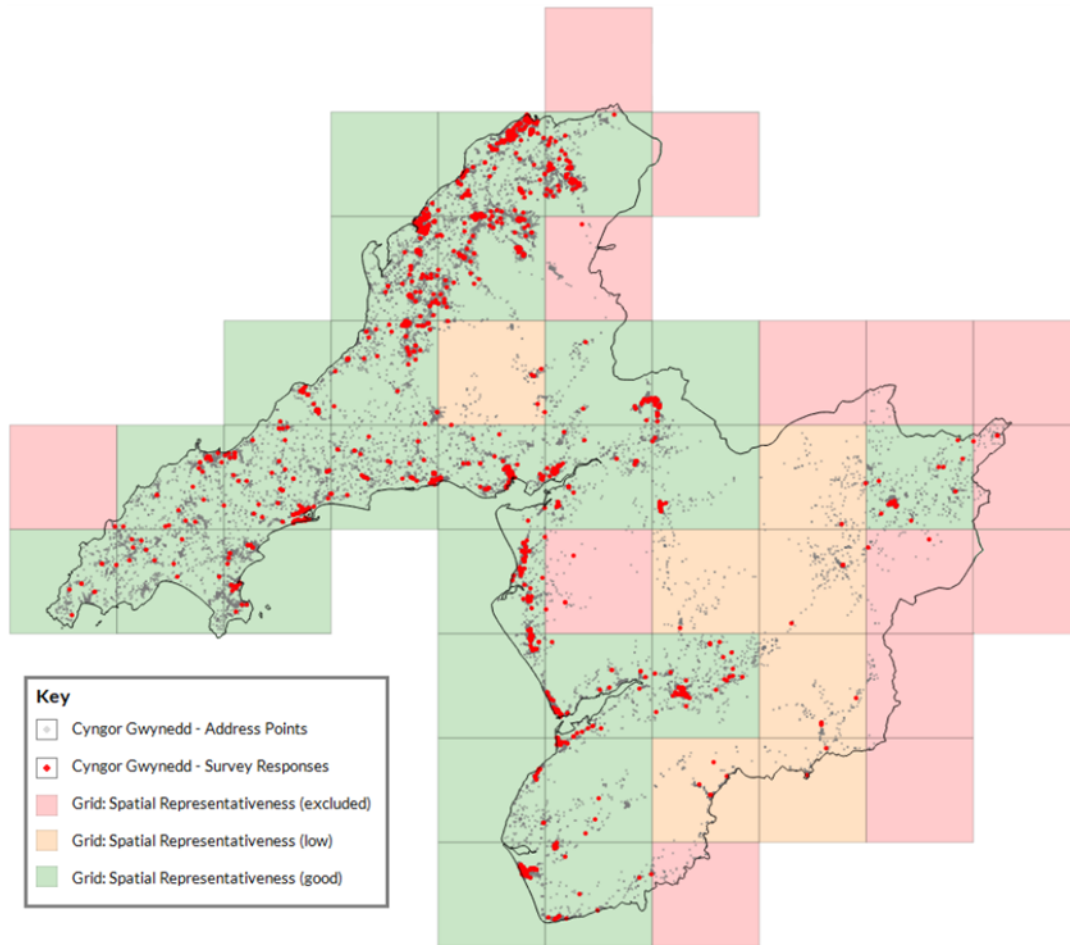 Key
Cyngor Gwynedd - Address Points
Cyngor Gwynedd - Survey Responses
Grid: Spatial Representativeness (excluded)
Grid: Spatial Representativeness (low)
Grid: Spatial Representativeness (good)